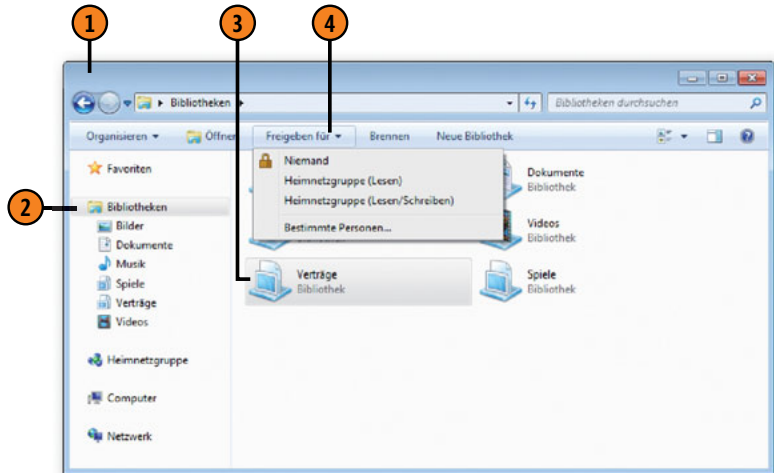 1
3
4
Bibliotheken
Bibliotheken durchsuchen
Organisieren
Öffnen
Freigeben für
Brennen
Neue Bibliothek
Favoriten
Niemand
Heimnetzgruppe (Lesen)
Heimnetzgruppe (Lesen/Schreiben)
Bestimmte Personen...
Dokumente
Bibliothek
2
Bibliotheken
Bilder
Dokumente
Musik
Spiele
Verträge
Videos
Videos
Bibliothek
Verträge
Bibliothek
Spiele
Bibliothek
Heimnetzgruppe
Computer
Netzwerk